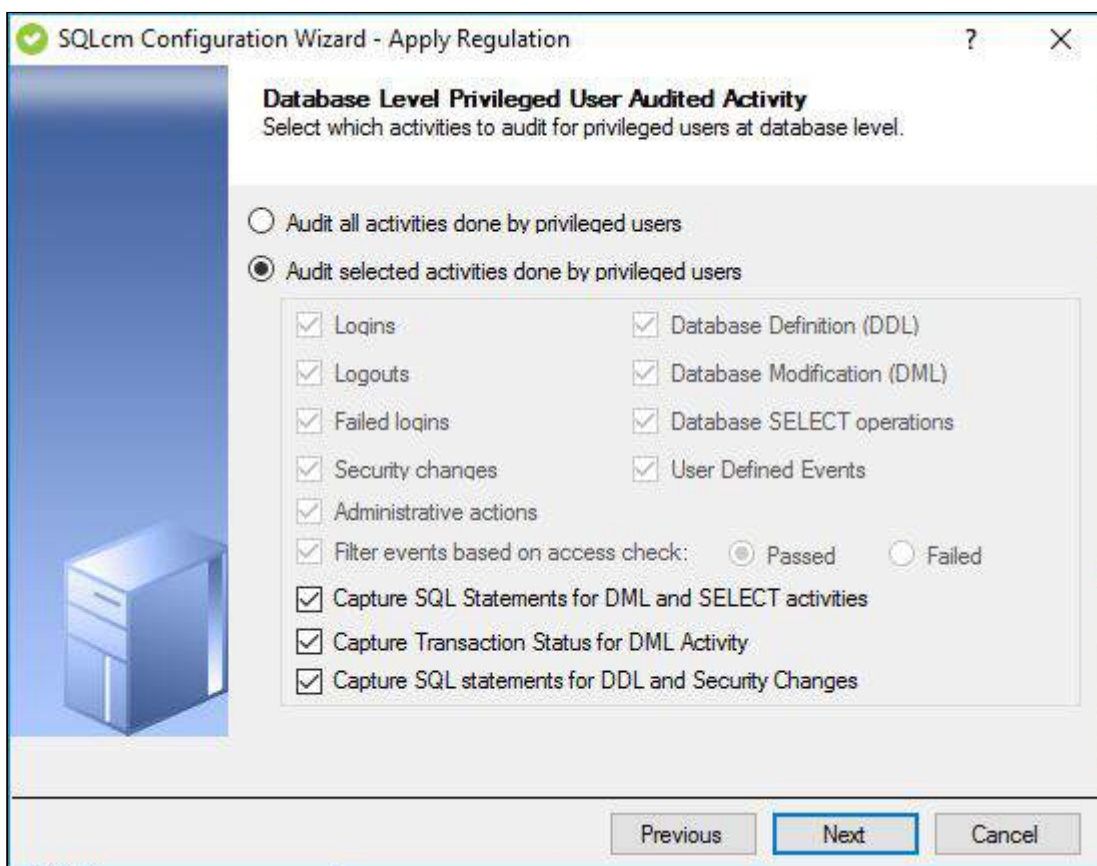 SQLcm Configuration Wizard - Apply Regulation ?
Database Level Privileged User Audited Activity
Select which activities to audit for privileged users at database level.
Audit all activities done by privileged users
Audit selected activities done by privileged users
Logins Database Definition (DDL)
Logouts Database Modification (DML)
Failed logins Database SELECT operations
Security changes User Defined Events
Administrative actions
Filter events based on access check: Passed Failed
Capture SQL Statements for DML and SELECT activities
Capture Transaction Status for DML Activity
Capture SQL statements for DDL and Security Changes
Previous Next Cancel